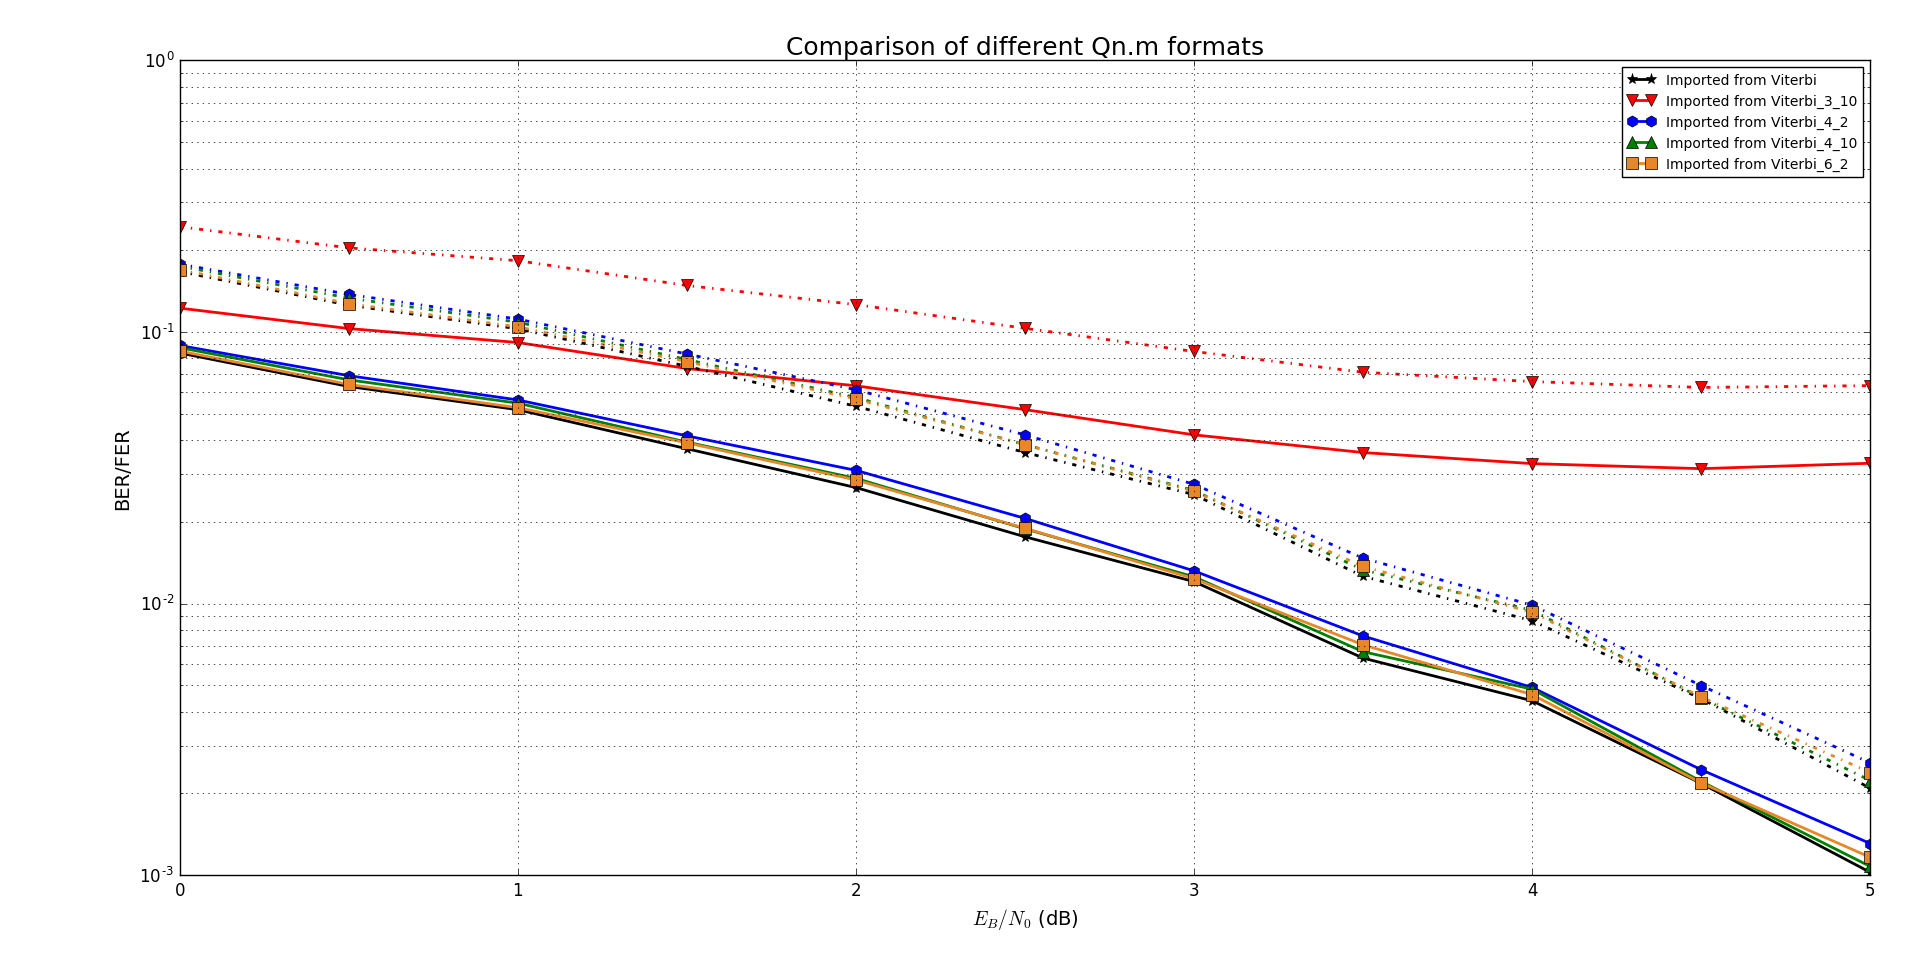 Comparison of different Qn.m formats
10^0
10^-1
10^-2
10^-3
BER/FER
Imported from Viterbi
Imported from Viterbi_3_10
Imported from Viterbi_4_2
Imported from Viterbi_4_10
Imported from Viterbi_6_2
0 1 2 3 4 5
E_B/N_0 (dB)